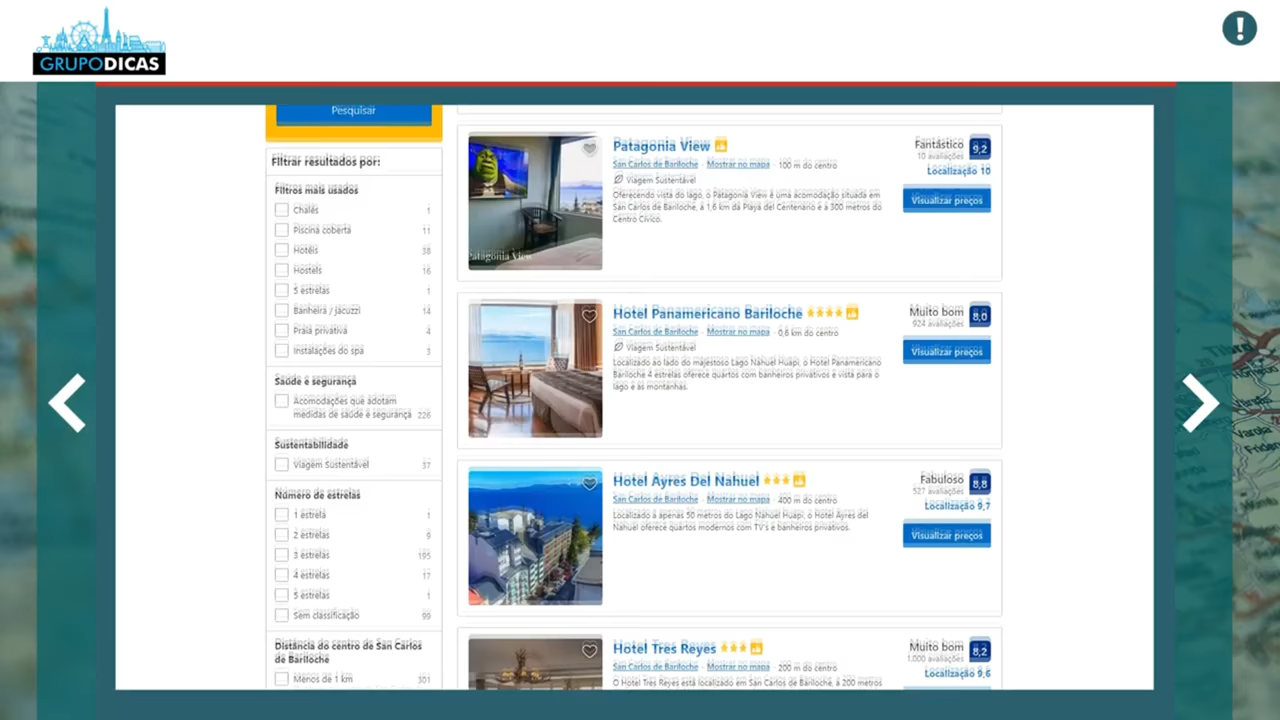 GRUPODICAS
Pesquisar
Filtrar resultados por:
Filtros mais usados
Chalés 1
Piscina coberta 11
Hotéis 38
Hostels 16
5 estrelas 1
Banheira / jacuzzi 14
Praia privativa 4
Instalações do spa 3
Saúde e segurança
Acomodações que adotam
medidas de saúde e segurança 226
Sustentabilidade
Viagem Sustentável 37
Número de estrelas
1 estrela 1
2 estrelas 9
3 estrelas 195
4 estrelas 17
5 estrelas 1
Sem classificação 99
Distância do centro de San Carlos
de Bariloche
Menos de 1 km 301
Patagonia View
Patagonia View
San Carlos de Bariloche · Mostrar no mapa · 100 m do centro
Viagem Sustentável
Oferecendo vista do lago, o Patagonia View é uma acomodação situada em
San Carlos de Bariloche, a 1,6 km da Playa del Centenario e a 300 metros do
Centro Cívico.
Fantástico 9,2
10 avaliações
Localização 10
Visualizar preços
Hotel Panamericano Bariloche
San Carlos de Bariloche · Mostrar no mapa · 0,6 km do centro
Viagem Sustentável
Localizado ao lado do majestoso Lago Nahuel Huapi, o Hotel Panamericano
Bariloche 4 estrelas oferece quartos com banheiros privativos e vista para o
lago e as montanhas.
Muito bom 8,0
924 avaliações
Visualizar preços
Hotel Ayres Del Nahuel
San Carlos de Bariloche · Mostrar no mapa · 400 m do centro
Localizado a apenas 50 metros do Lago Nahuel Huapi, o Hotel Ayres del
Nahuel oferece quartos modernos com TV's e banheiros privativos.
Fabuloso 8,8
527 avaliações
Localização 9,7
Visualizar preços
Hotel Tres Reyes
San Carlos de Bariloche · Mostrar no mapa · 200 m do centro
O Hotel Tres Reyes está localizado em San Carlos de Bariloche, a 200 metros
Muito bom 8,2
1.000 avaliações
Localização 9,6